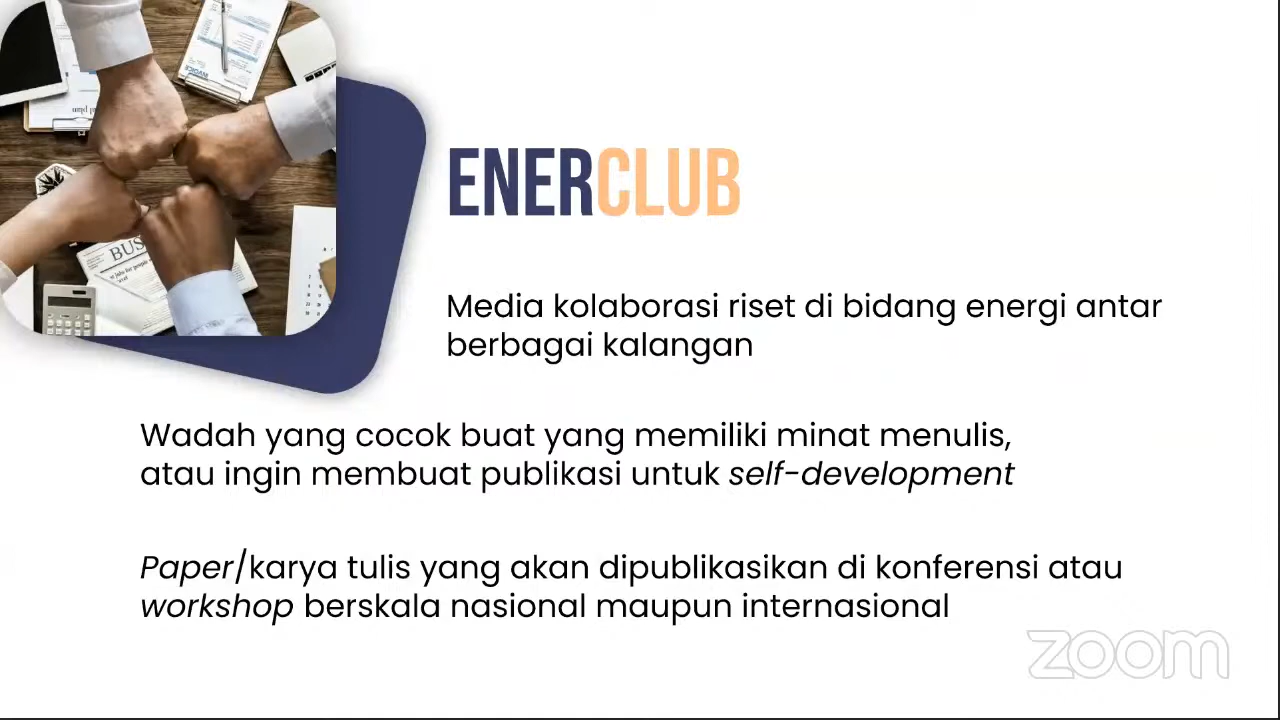 INVOICE
BUS
ENERCLUB
Media kolaborasi riset di bidang energi antar
berbagai kalangan
Wadah yang cocok buat yang memiliki minat menulis,
atau ingin membuat publikasi untuk self-development
Paper/karya tulis yang akan dipublikasikan di konferensi atau
workshop berskala nasional maupun internasional
zoom